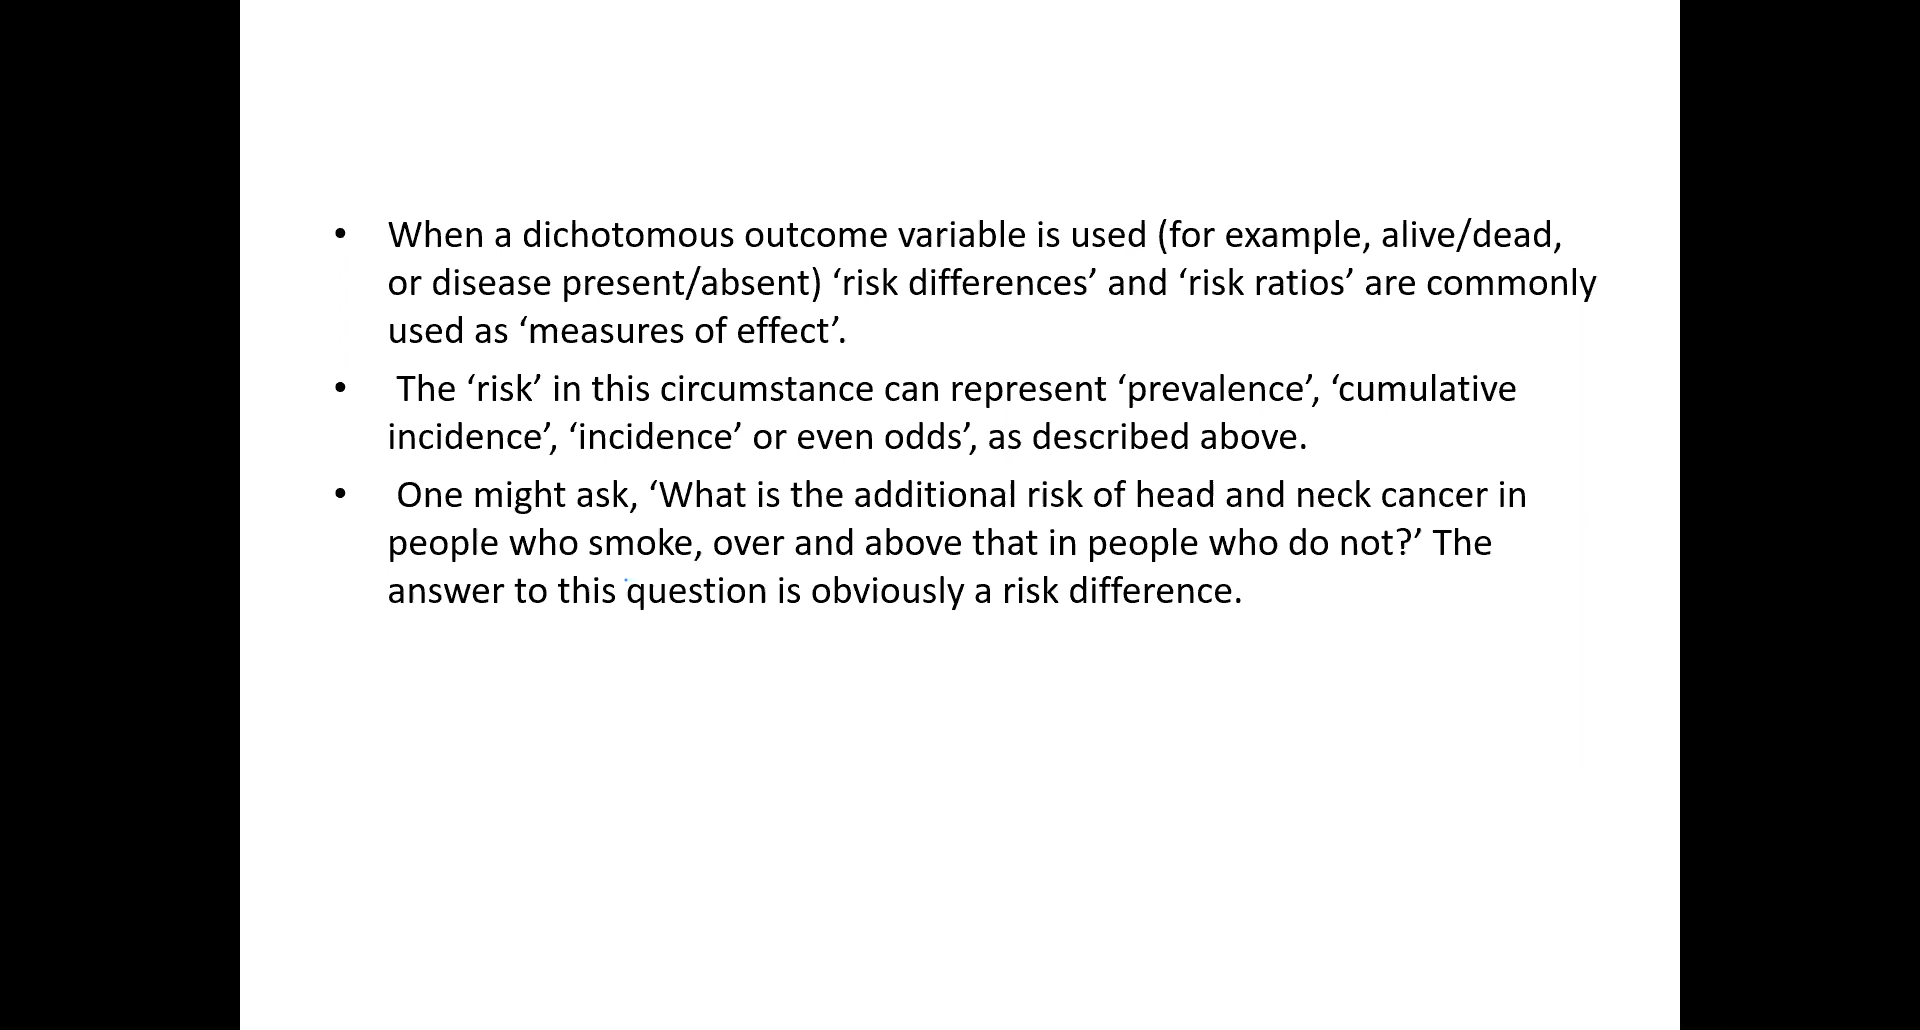 • When a dichotomous outcome variable is used (for example, alive/dead,
or disease present/absent) ‘risk differences’ and ‘risk ratios’ are commonly
used as ‘measures of effect’.
• The ‘risk’ in this circumstance can represent ‘prevalence’, ‘cumulative
incidence’, ‘incidence’ or even odds’, as described above.
• One might ask, ‘What is the additional risk of head and neck cancer in
people who smoke, over and above that in people who do not?’ The
answer to this question is obviously a risk difference.